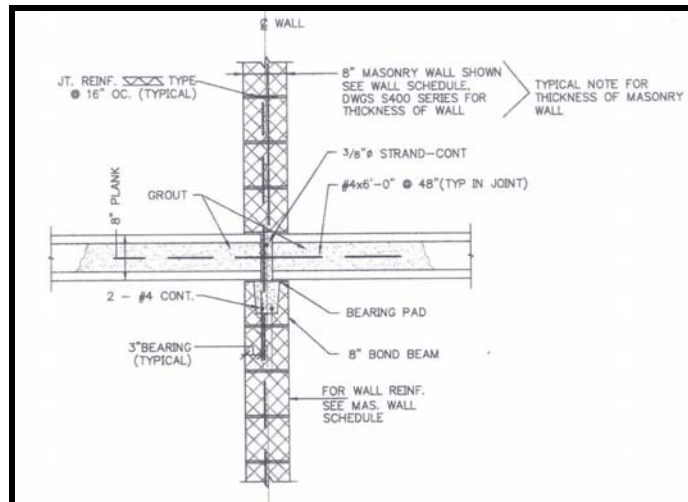 ℄ WALL
JT. REINF. TYPE
@ 16" OC. (TYPICAL)
8" MASONRY WALL SHOWN
SEE WALL SCHEDULE,
DWGS S400 SERIES FOR
THICKNESS OF WALL
TYPICAL NOTE FOR
THICKNESS OF MASONRY
WALL
3/8"ø STRAND-CONT
#4x6'-0" @ 48"(TYP IN JOINT)
GROUT
8" PLANK
2 - #4 CONT.
BEARING PAD
3"BEARING
(TYPICAL)
8" BOND BEAM
FOR WALL REINF.
SEE MAS. WALL
SCHEDULE